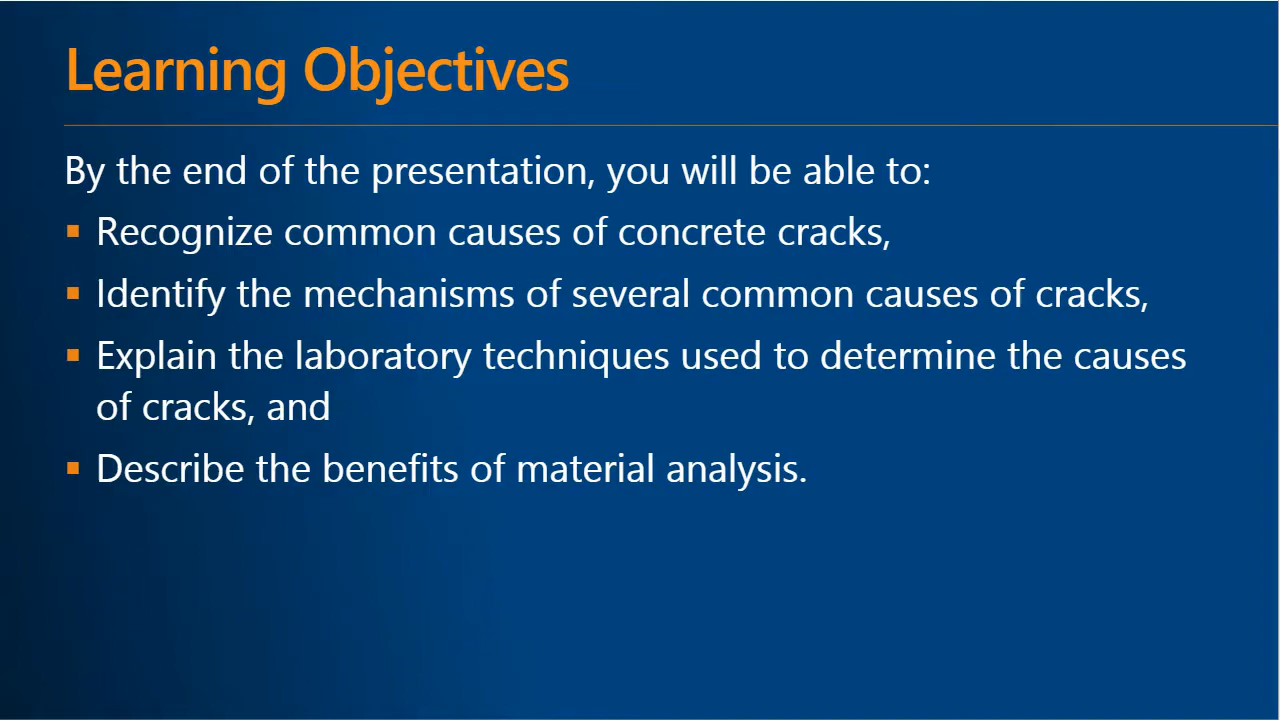 Learning Objectives
By the end of the presentation, you will be able to:
▪ Recognize common causes of concrete cracks,
▪ Identify the mechanisms of several common causes of cracks,
▪ Explain the laboratory techniques used to determine the causes
of cracks, and
▪ Describe the benefits of material analysis.